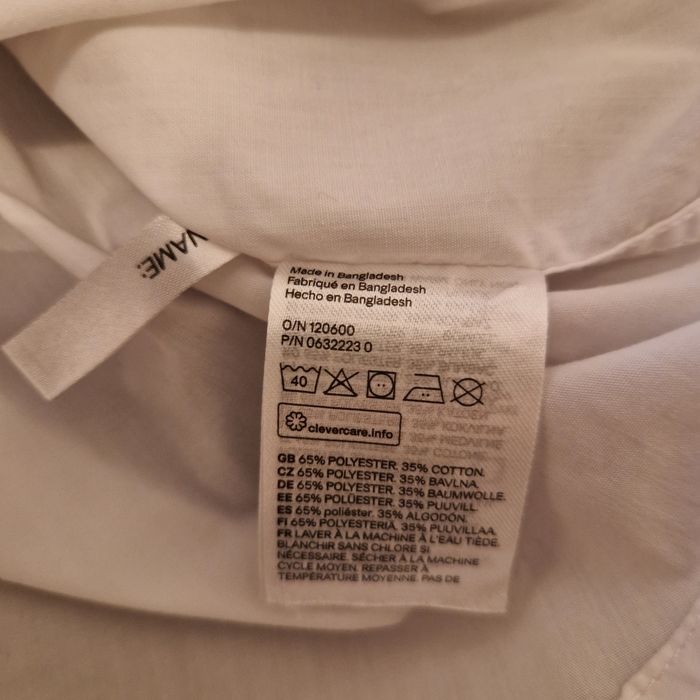 NAME:
Made in Bangladesh
Fabriqué en Bangladesh
Hecho en Bangladesh
O/N 120600
P/N 0632223 0
40
clevercare.info
GB 65% POLYESTER. 35% COTTON.
CZ 65% POLYESTER. 35% BAVLNA.
DE 65% POLYESTER. 35% BAUMWOLLE.
EE 65% POLÜESTER. 35% PUUVILL.
ES 65% poliéster. 35% ALGODÓN.
FI 65% POLYESTERIÄ. 35% PUUVILLAA.
FR LAVER À LA MACHINE À L'EAU TIÈDE.
BLANCHIR SANS CHLORE SI
NÉCESSAIRE. SÉCHER À LA MACHINE
CYCLE MOYEN. REPASSER À
TEMPÉRATURE MOYENNE. PAS DE